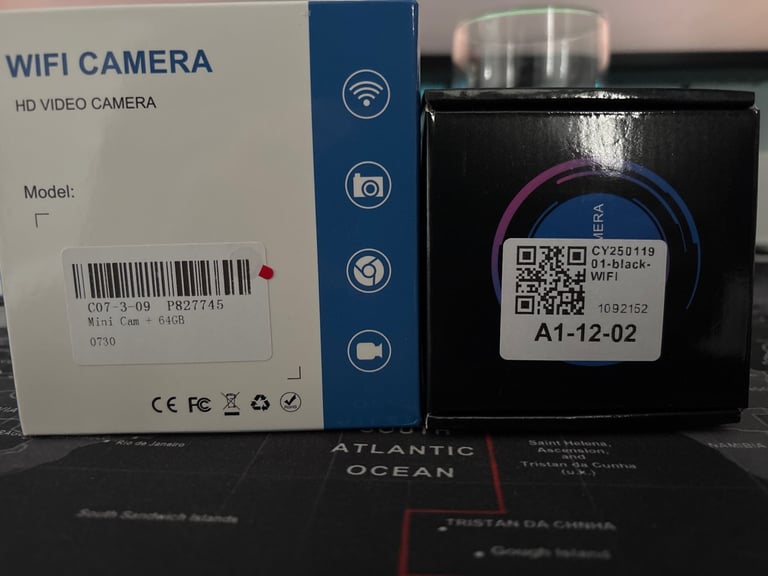 WIFI CAMERA
HD VIDEO CAMERA
Model:
C07-3-09 P827745
Mini Cam + 64GB
0730
CE FC
MERA
CY250119
01-black-
WIFI
1092152
A1-12-02
SOUTH
ATLANTIC
OCEAN
Rio de Janeiro
Saint Helena,
Ascension,
and
Tristan da Cunha
(U.K.)
NAMIBIA
South Sandwich Islands
TRISTAN DA CUNHA
Gough Island